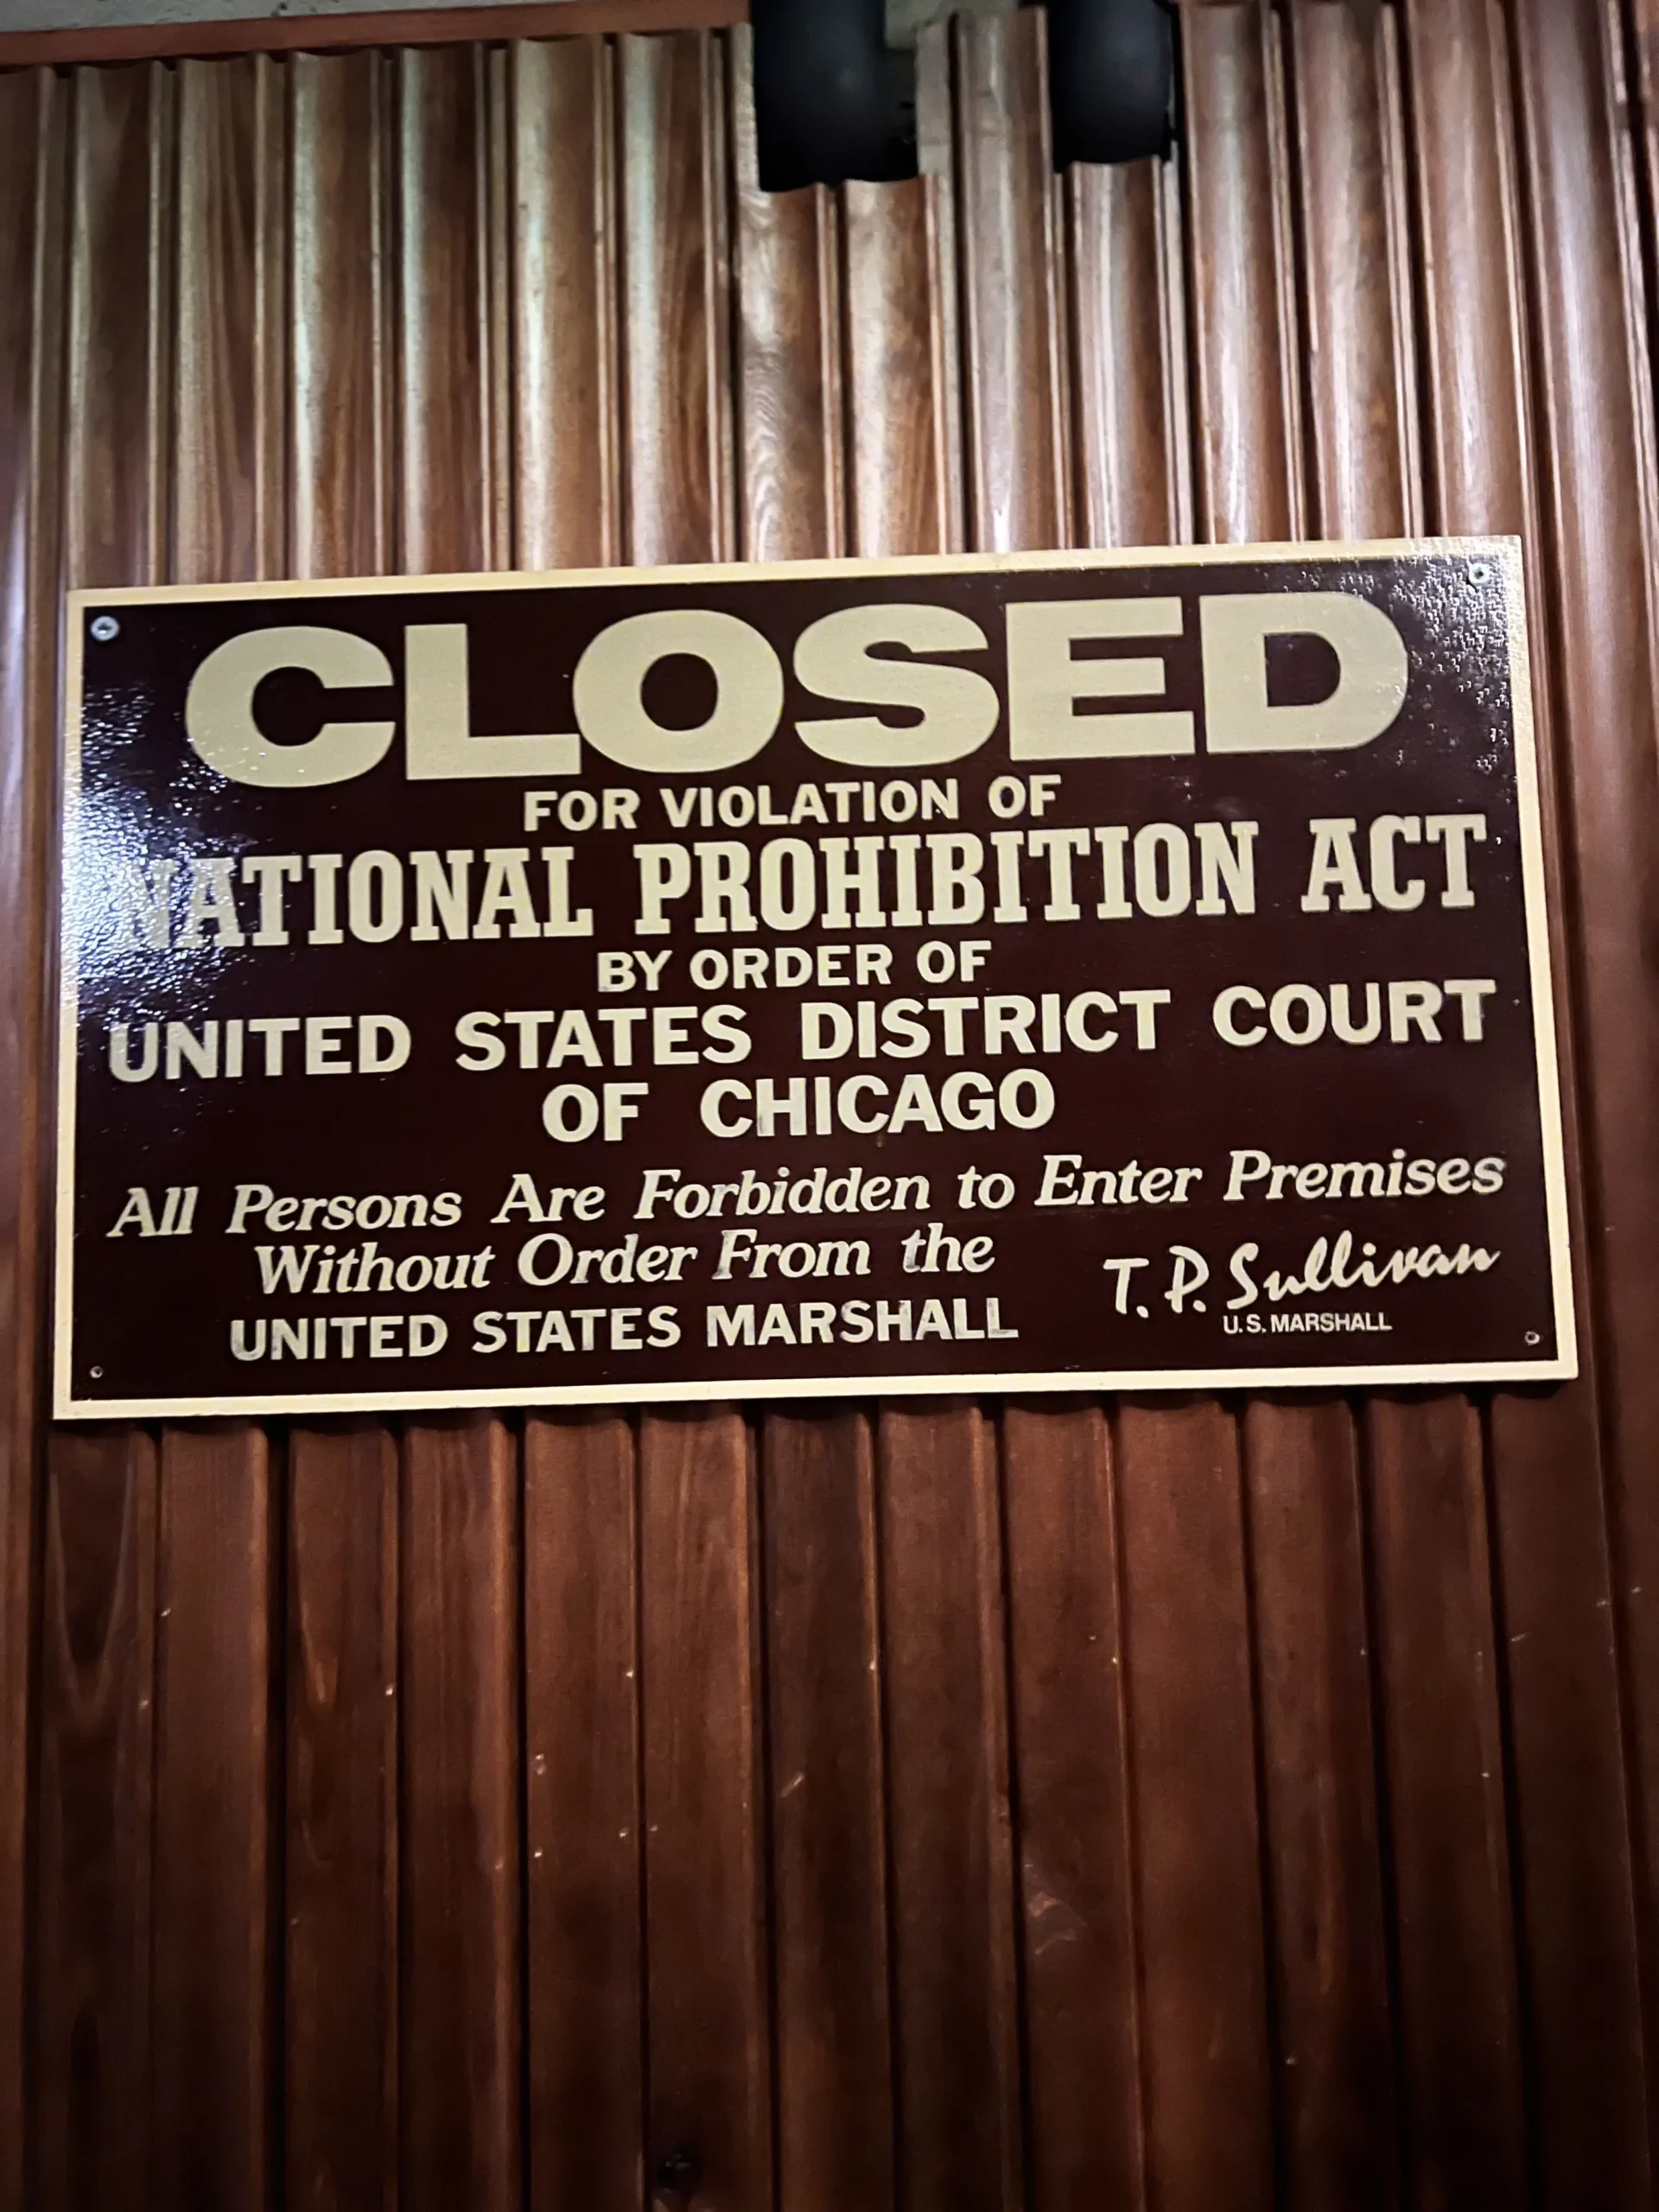 CLOSED
FOR VIOLATION OF
NATIONAL PROHIBITION ACT
BY ORDER OF
UNITED STATES DISTRICT COURT
OF CHICAGO
All Persons Are Forbidden to Enter Premises
Without Order From the
UNITED STATES MARSHALL
T. P. Sullivan
U.S. MARSHALL